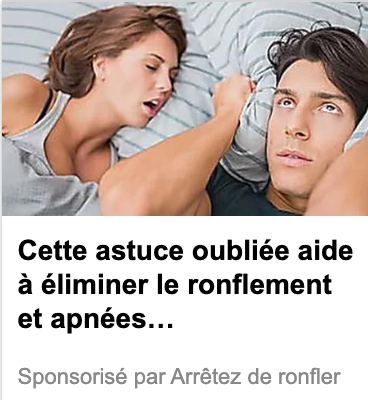 Cette astuce oubliée aide
à éliminer le ronflement
et apnées…
Sponsorisé par Arrêtez de ronfler